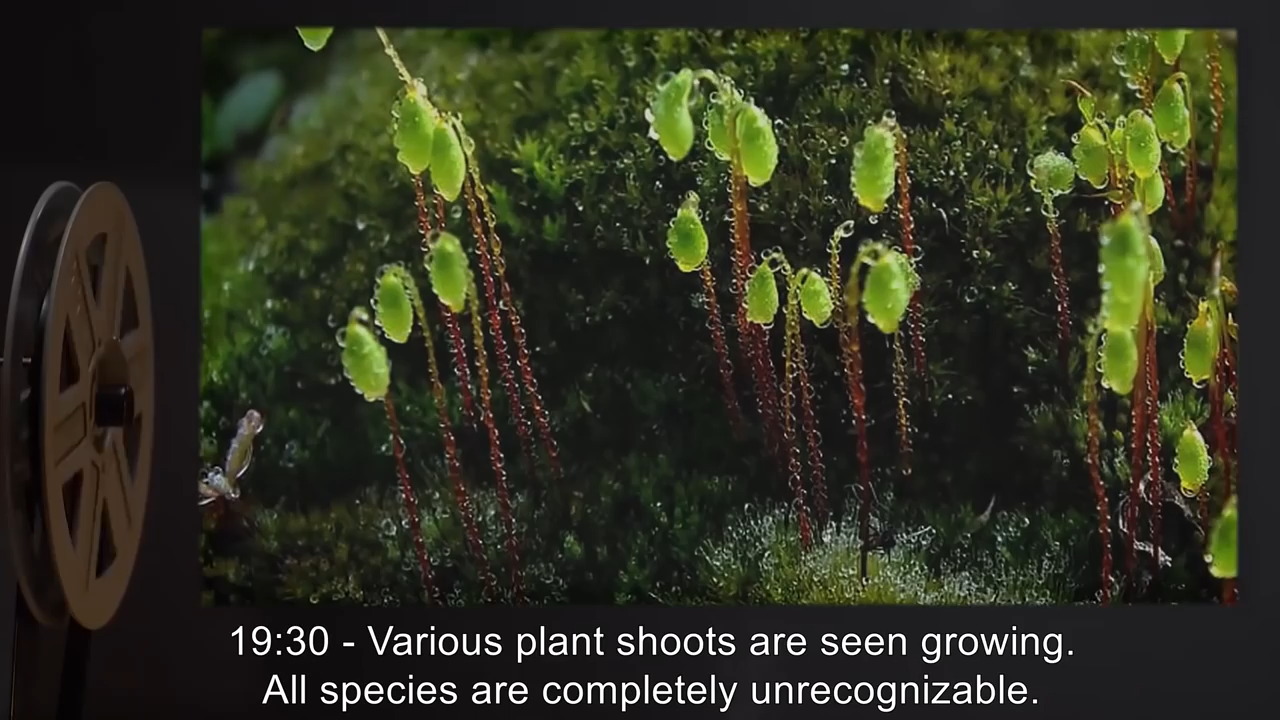 19:30 - Various plant shoots are seen growing.
All species are completely unrecognizable.